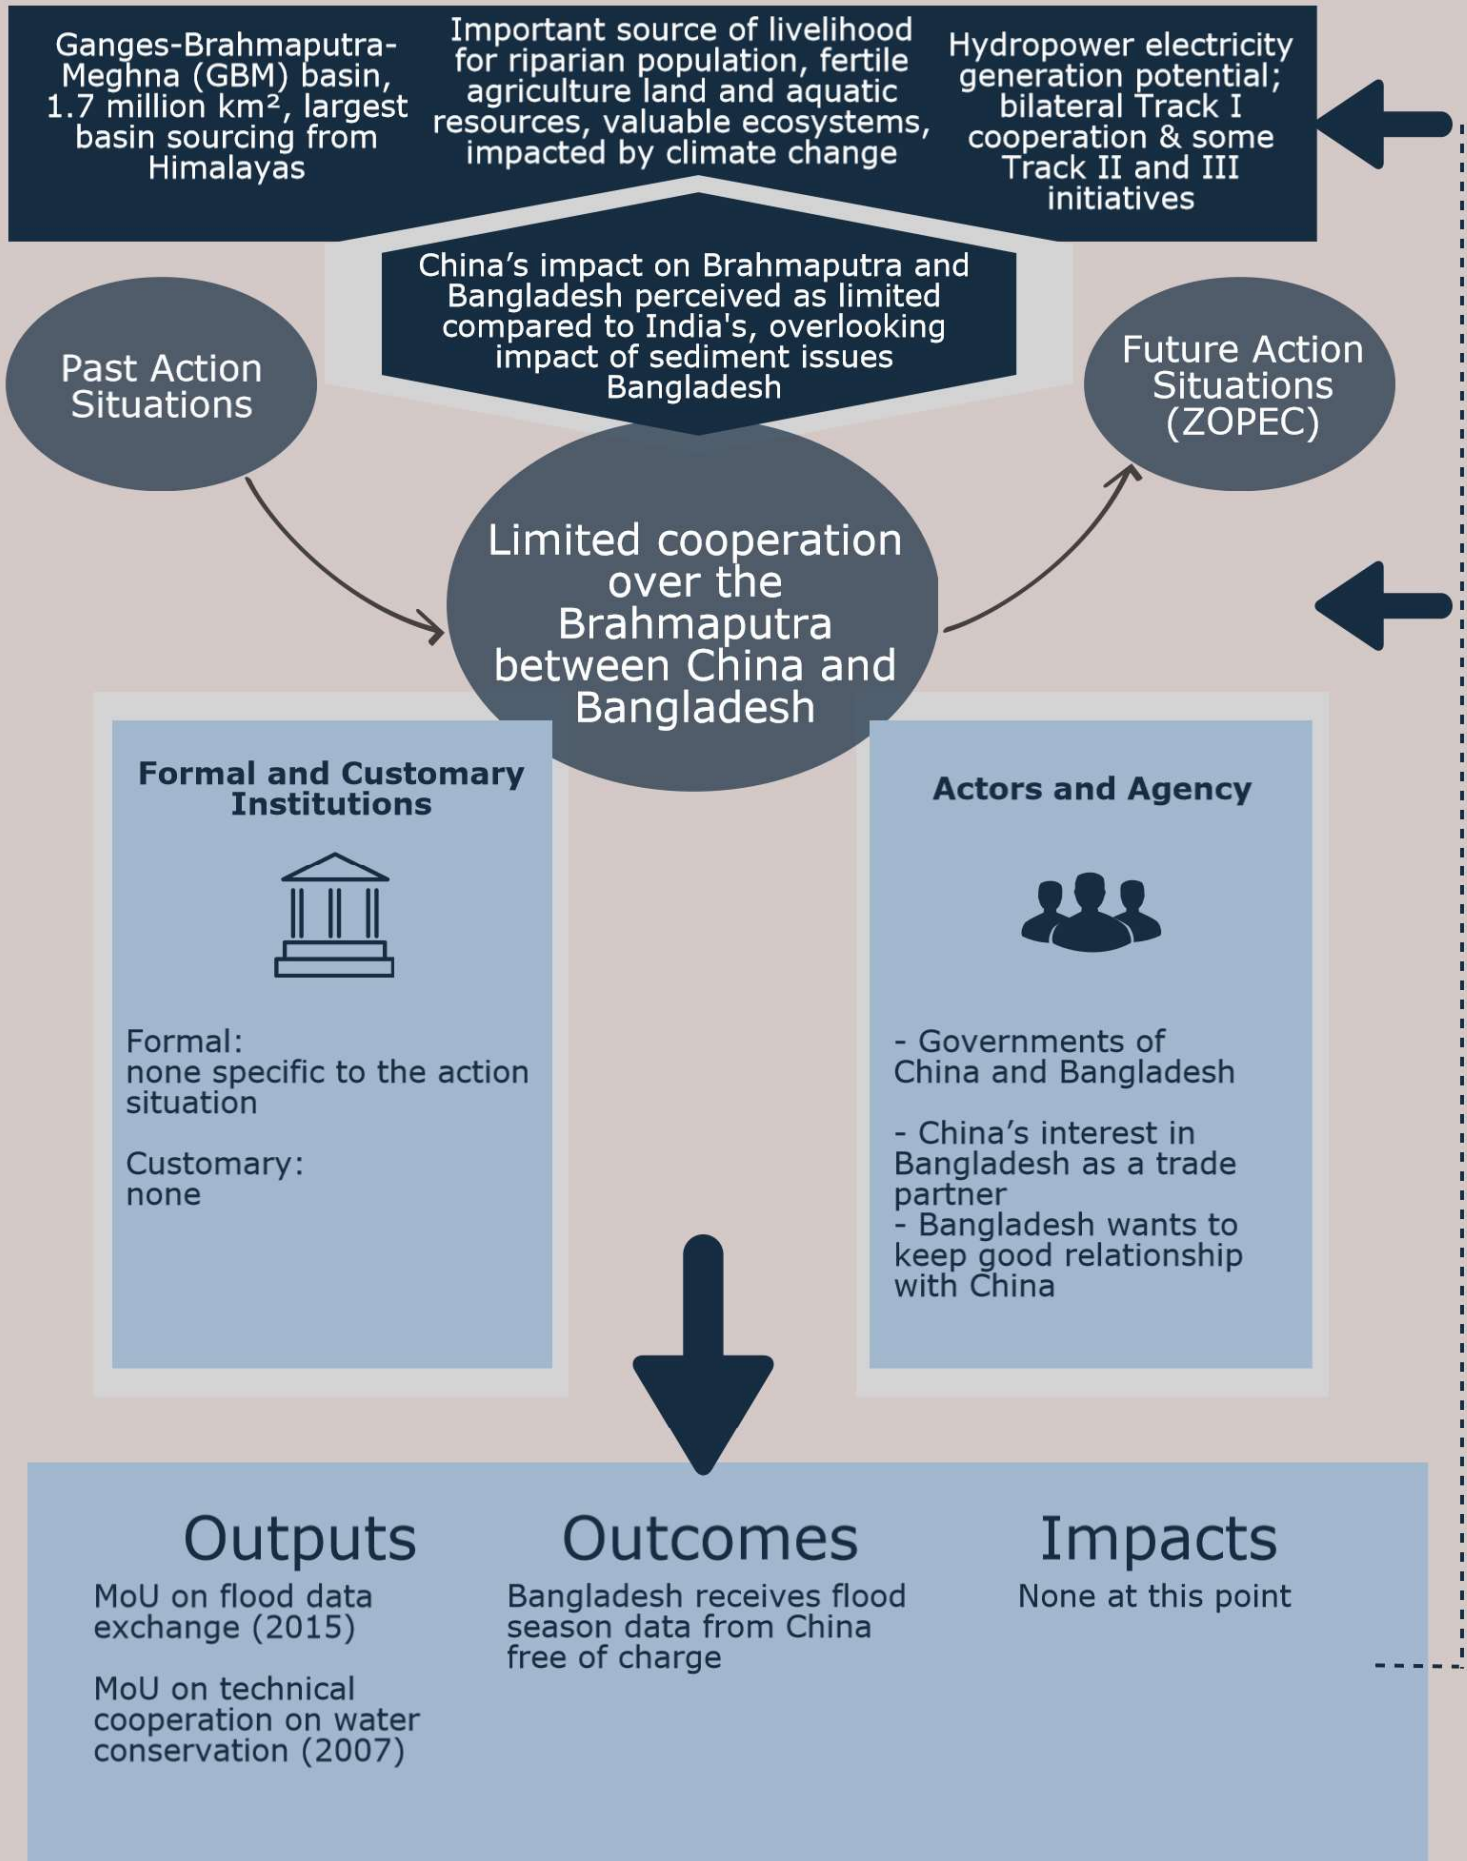 Ganges-Brahmaputra-
Meghna (GBM) basin,
1.7 million km², largest
basin sourcing from
Himalayas
Important source of livelihood
for riparian population, fertile
agriculture land and aquatic
resources, valuable ecosystems,
impacted by climate change
Hydropower electricity
generation potential;
bilateral Track I
cooperation & some
Track II and III
initiatives
China’s impact on Brahmaputra and
Bangladesh perceived as limited
compared to India's, overlooking
impact of sediment issues
Bangladesh
Past Action
Situations
Future Action
Situations
(ZOPEC)
Limited cooperation
over the
Brahmaputra
between China and
Bangladesh
Formal and Customary
Institutions
Formal:
none specific to the action
situation
Customary:
none
Actors and Agency
- Governments of
China and Bangladesh
- China’s interest in
Bangladesh as a trade
partner
- Bangladesh wants to
keep good relationship
with China
Outputs
MoU on flood data
exchange (2015)
MoU on technical
cooperation on water
conservation (2007)
Outcomes
Bangladesh receives flood
season data from China
free of charge
Impacts
None at this point